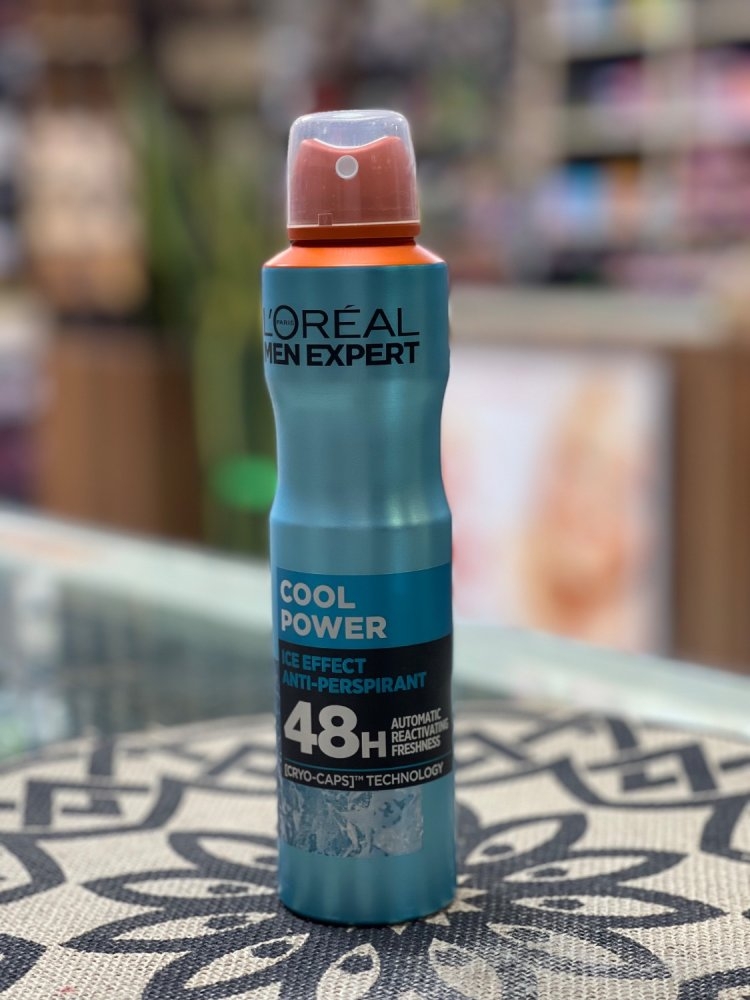 L'ORÉAL
PARIS
MEN EXPERT
COOL
POWER
ICE EFFECT
ANTI-PERSPIRANT
48H
AUTOMATIC
REACTIVATING
FRESHNESS
[CRYO-CAPS]™ TECHNOLOGY